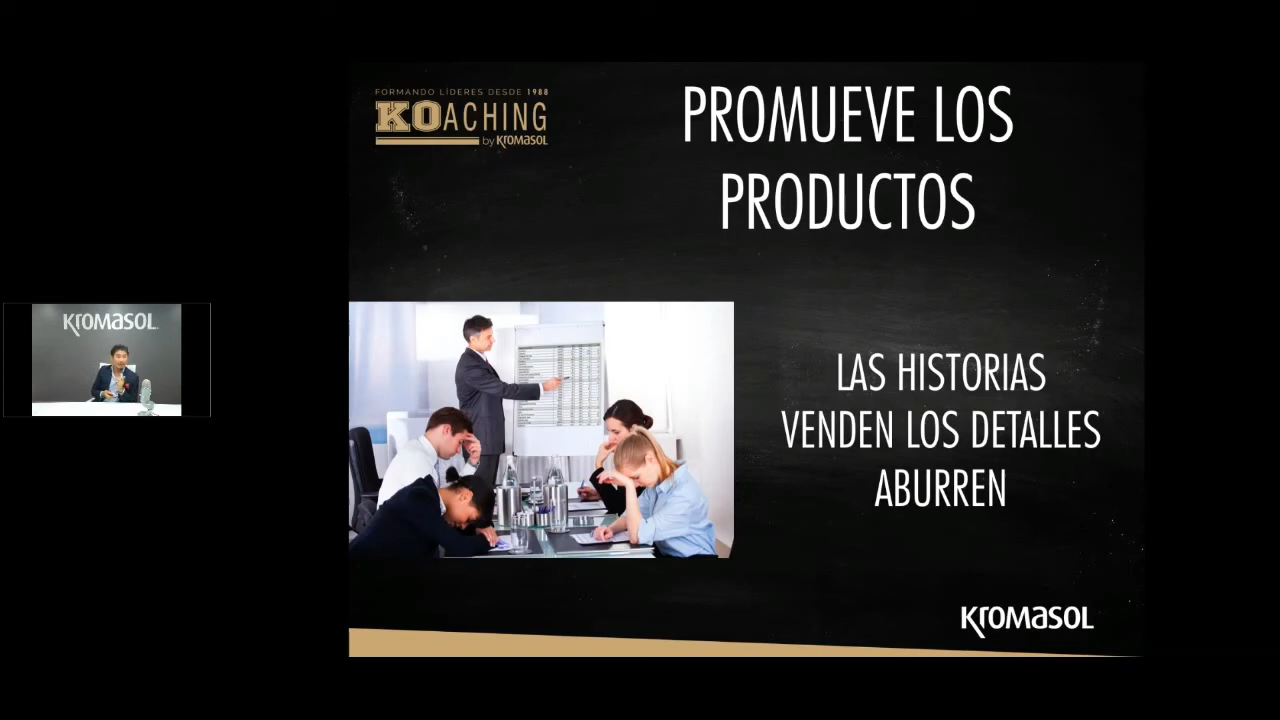 FORMANDO LÍDERES DESDE 1988
KOACHING
by KROMASOL
PROMUEVE LOS
PRODUCTOS
KROMASOL
LAS HISTORIAS
VENDEN LOS DETALLES
ABURREN
KROMASOL